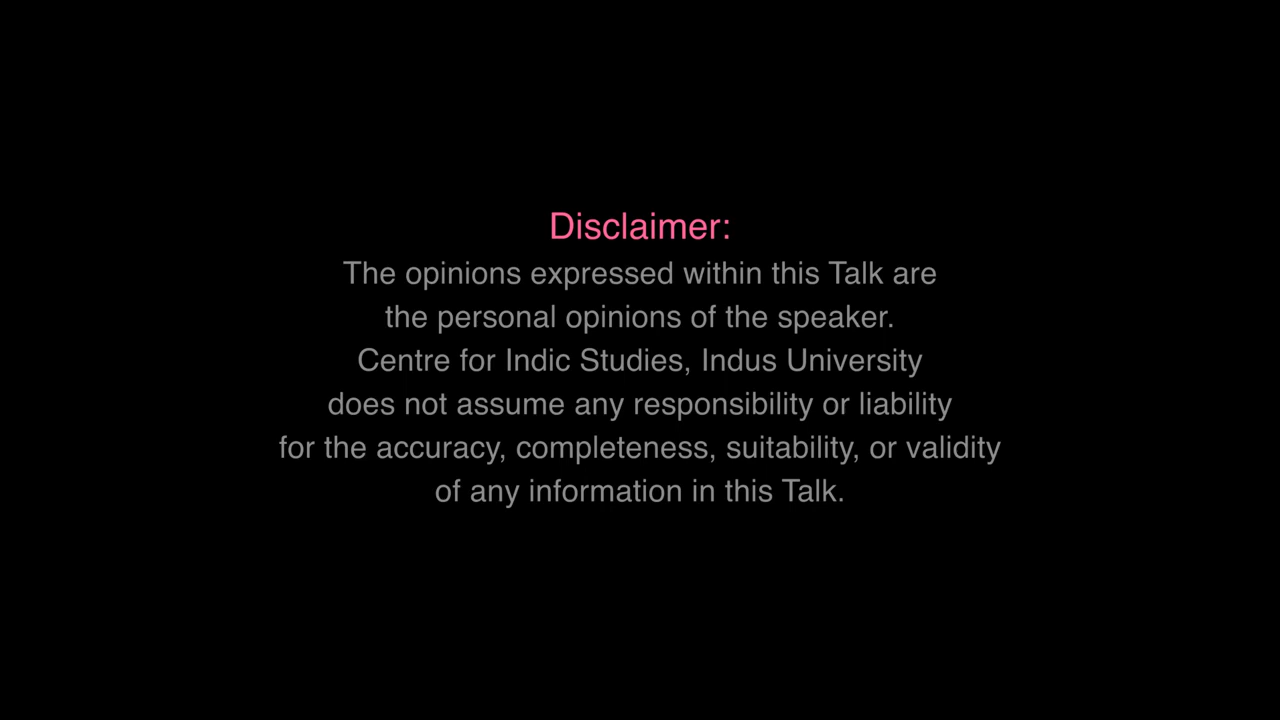 Disclaimer:
The opinions expressed within this Talk are
the personal opinions of the speaker.
Centre for Indic Studies, Indus University
does not assume any responsibility or liability
for the accuracy, completeness, suitability, or validity
of any information in this Talk.